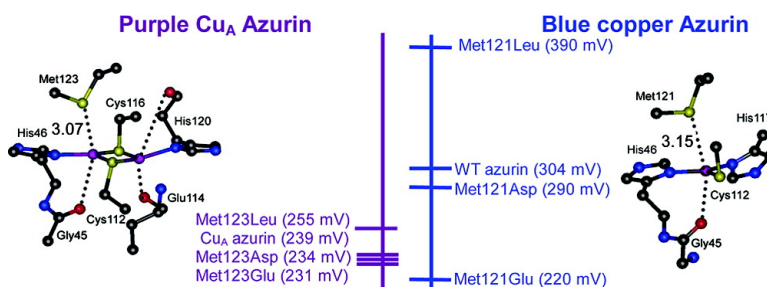 Purple CuA Azurin
Met123
Cys116
His120
3.07
His46
Cys112
Glu114
Gly45
Met123Leu (255 mV)
CuA azurin (239 mV)
Met123Asp (234 mV)
Met123Glu (231 mV)
Blue copper Azurin
Met121Leu (390 mV)
WT azurin (304 mV)
Met121Asp (290 mV)
Met121Glu (220 mV)
Met121
His117
3.15
His46
Cys112
Gly45